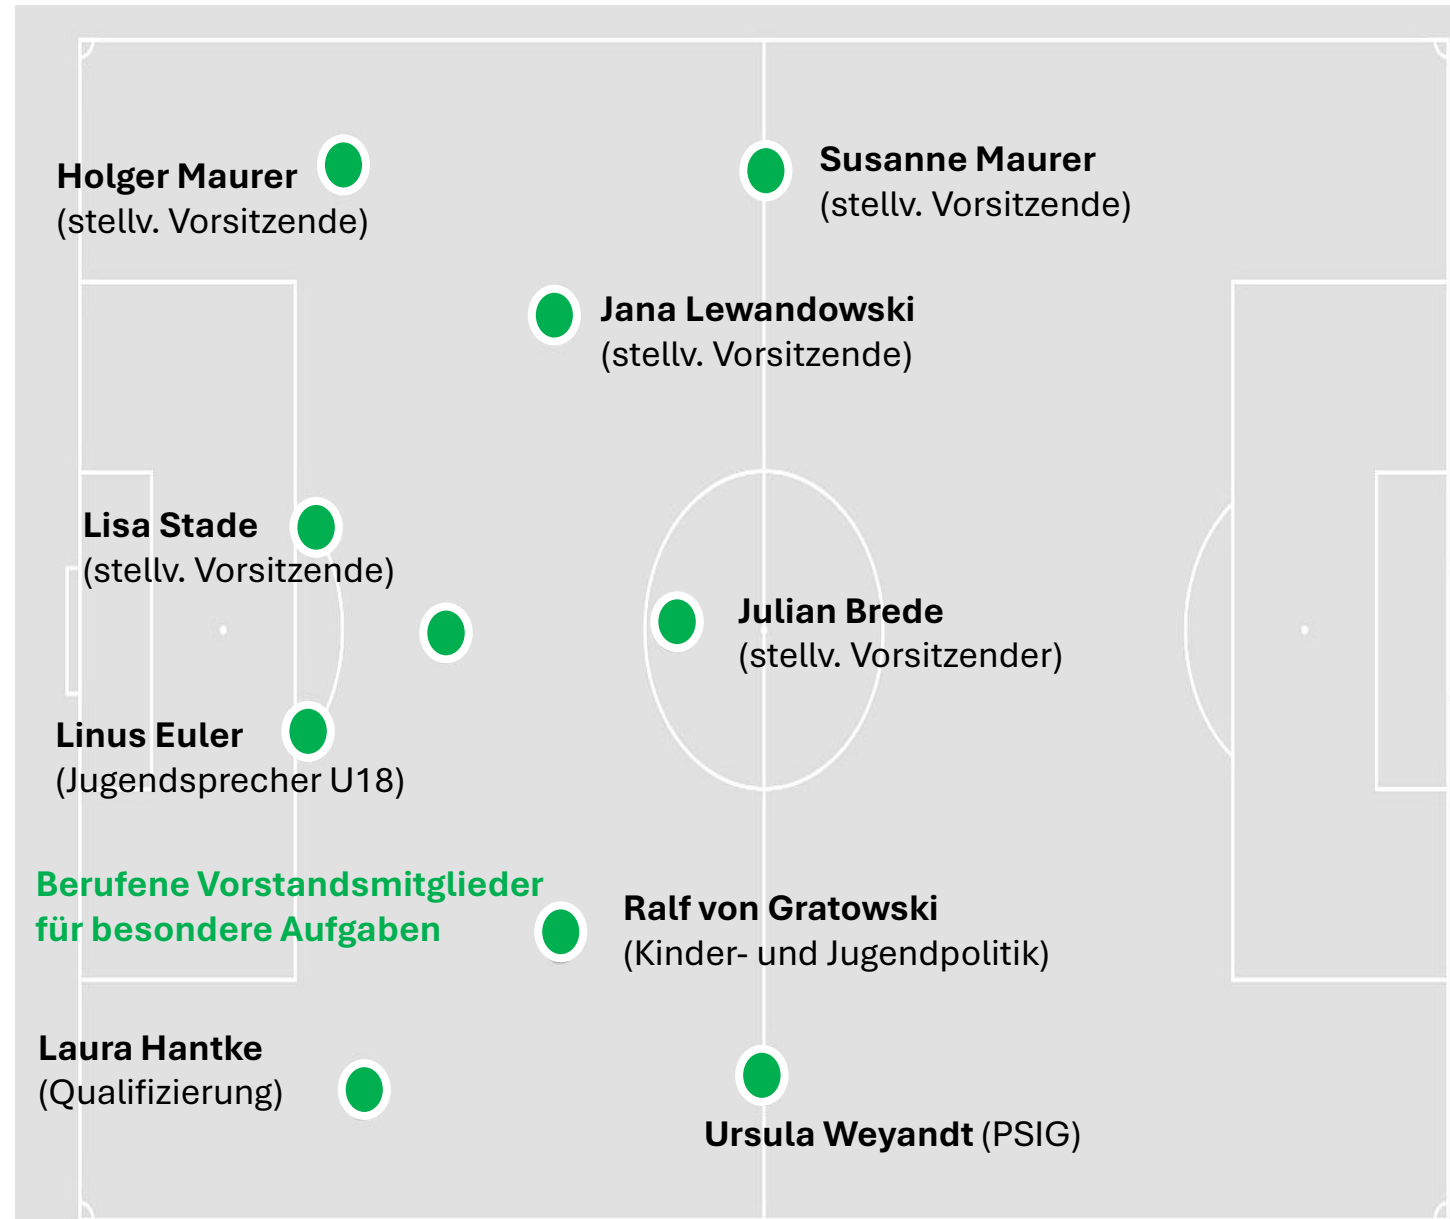 Holger Maurer
(stellv. Vorsitzende)
Susanne Maurer
(stellv. Vorsitzende)
Jana Lewandowski
(stellv. Vorsitzende)
Lisa Stade
(stellv. Vorsitzende)
Julian Brede
(stellv. Vorsitzender)
Linus Euler
(Jugendsprecher U18)
Berufene Vorstandsmitglieder
für besondere Aufgaben
Ralf von Gratowski
(Kinder- und Jugendpolitik)
Laura Hantke
(Qualifizierung)
Ursula Weyandt (PSIG)